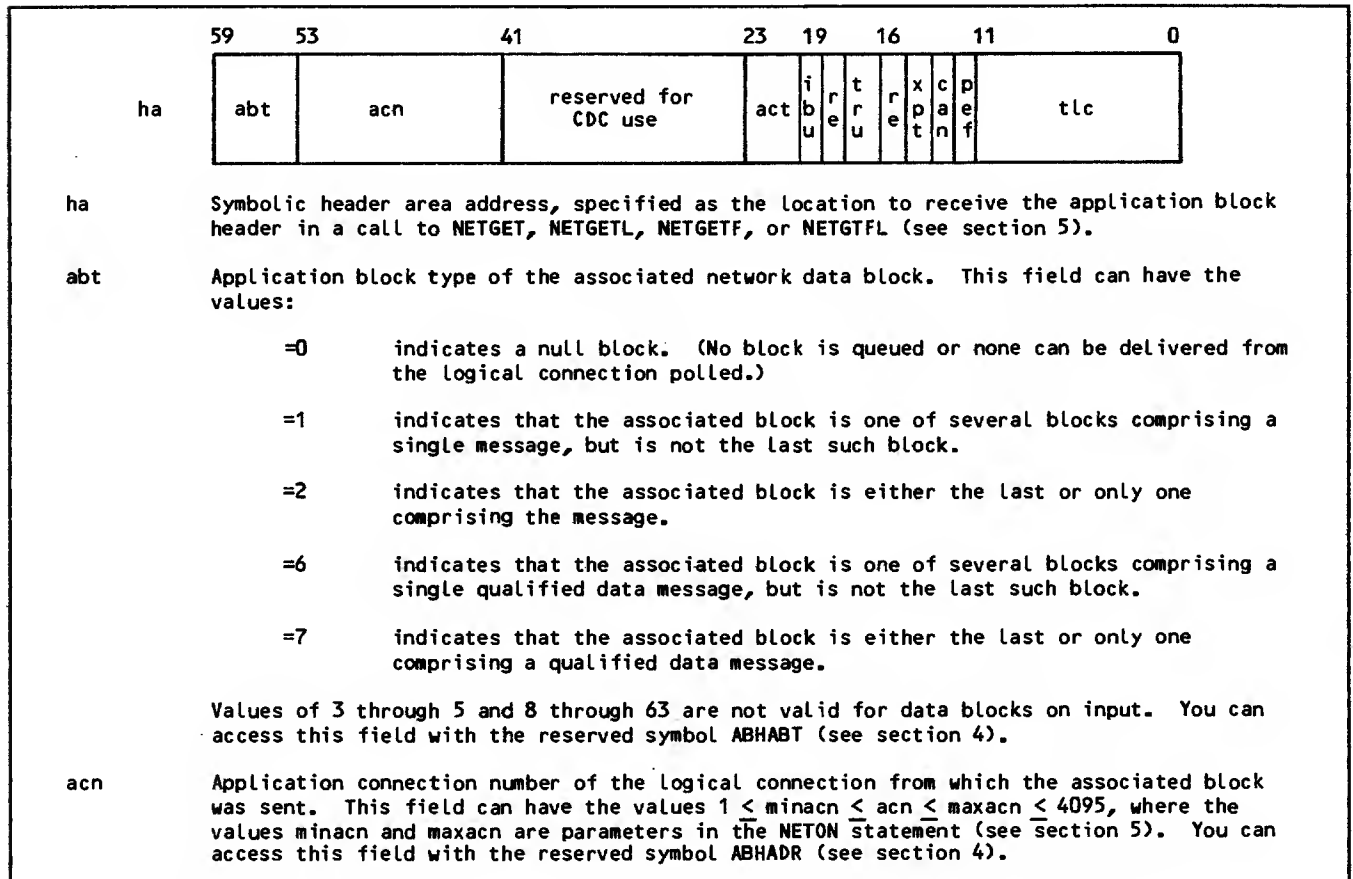 59 53 41 23 19 16 11 0
ha abt acn reserved for CDC use act ibu re tru re xpt can pef tlc
ha Symbolic header area address, specified as the location to receive the application block
header in a call to NETGET, NETGETL, NETGETF, or NETGTFL (see section 5).
abt Application block type of the associated network data block. This field can have the
values:
=0 indicates a null block. (No block is queued or none can be delivered from
the logical connection polled.)
=1 indicates that the associated block is one of several blocks comprising a
single message, but is not the last such block.
=2 indicates that the associated block is either the last or only one
comprising the message.
=6 indicates that the associated block is one of several blocks comprising a
single qualified data message, but is not the last such block.
=7 indicates that the associated block is either the last or only one
comprising a qualified data message.
Values of 3 through 5 and 8 through 63 are not valid for data blocks on input. You can
access this field with the reserved symbol ABHABT (see section 4).
acn Application connection number of the logical connection from which the associated block
was sent. This field can have the values 1 ≤ minacn ≤ acn ≤ maxacn ≤ 4095, where the
values minacn and maxacn are parameters in the NETON statement (see section 5). You can
access this field with the reserved symbol ABHADR (see section 4).